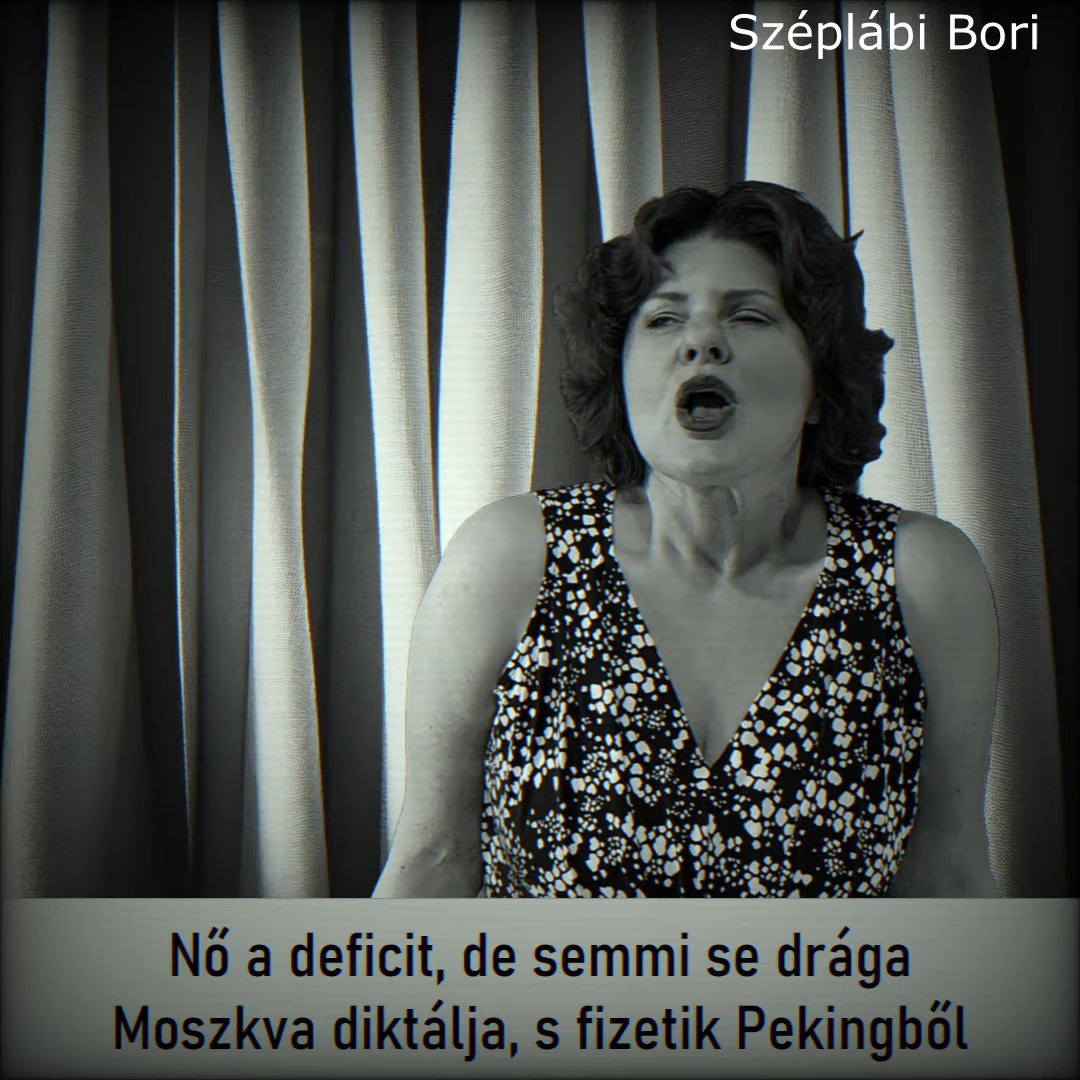 Széplábi Bori
Nő a deficit, de semmi se drága
Moszkva diktálja, s fizetik Pekingből